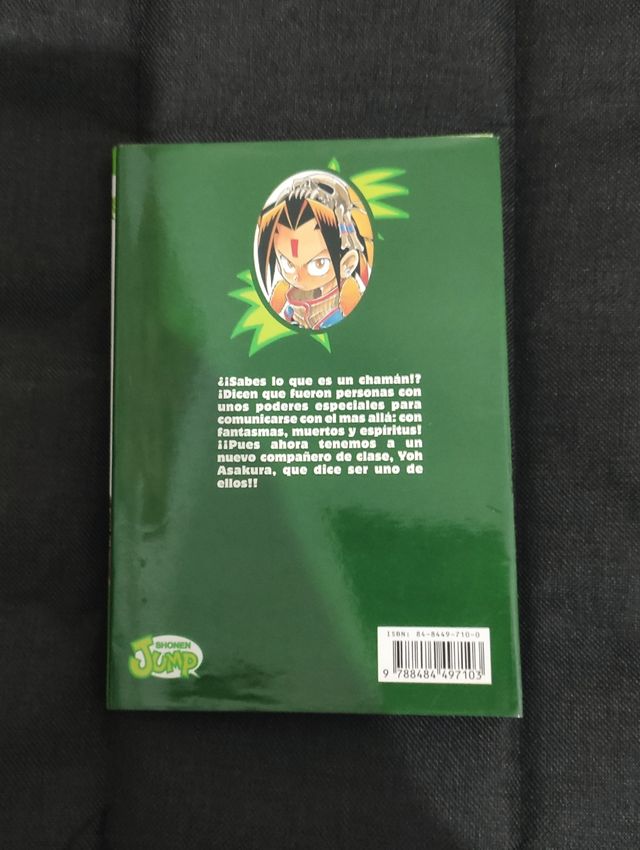 ¿¡Sabes lo que es un chamán!?
¡Dicen que fueron personas con
unos poderes especiales para
comunicarse con el mas allá: con
fantasmas, muertos y espíritus!
¡¡Pues ahora tenemos a un
nuevo compañero de clase, Yoh
Asakura, que dice ser uno de
ellos!!
SHONEN
JUMP
ISBN: 84-8449-710-0
9 788484 497103